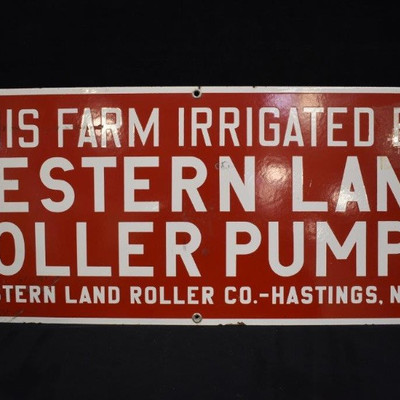 IS FARM IRRIGATED
ESTERN LAN
OLLER PUMP
STERN LAND ROLLER CO.-HASTINGS, N